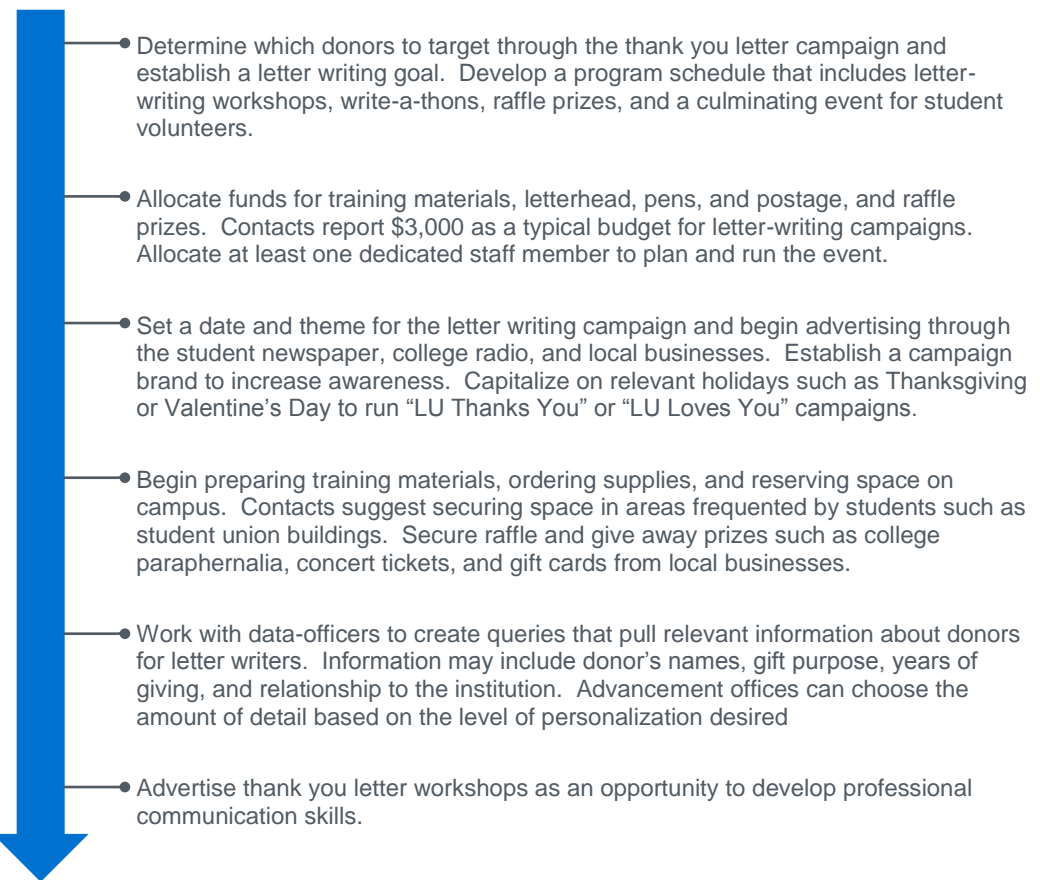 Determine which donors to target through the thank you letter campaign and
establish a letter writing goal.  Develop a program schedule that includes letter-
writing workshops, write-a-thons, raffle prizes, and a culminating event for student
volunteers.
Allocate funds for training materials, letterhead, pens, and postage, and raffle
prizes.  Contacts report $3,000 as a typical budget for letter-writing campaigns.
Allocate at least one dedicated staff member to plan and run the event.
Set a date and theme for the letter writing campaign and begin advertising through
the student newspaper, college radio, and local businesses.  Establish a campaign
brand to increase awareness.  Capitalize on relevant holidays such as Thanksgiving
or Valentine’s Day to run “LU Thanks You” or “LU Loves You” campaigns.
Begin preparing training materials, ordering supplies, and reserving space on
campus.  Contacts suggest securing space in areas frequented by students such as
student union buildings.  Secure raffle and give away prizes such as college
paraphernalia, concert tickets, and gift cards from local businesses.
Work with data-officers to create queries that pull relevant information about donors
for letter writers.  Information may include donor’s names, gift purpose, years of
giving, and relationship to the institution.  Advancement offices can choose the
amount of detail based on the level of personalization desired
Advertise thank you letter workshops as an opportunity to develop professional
communication skills.